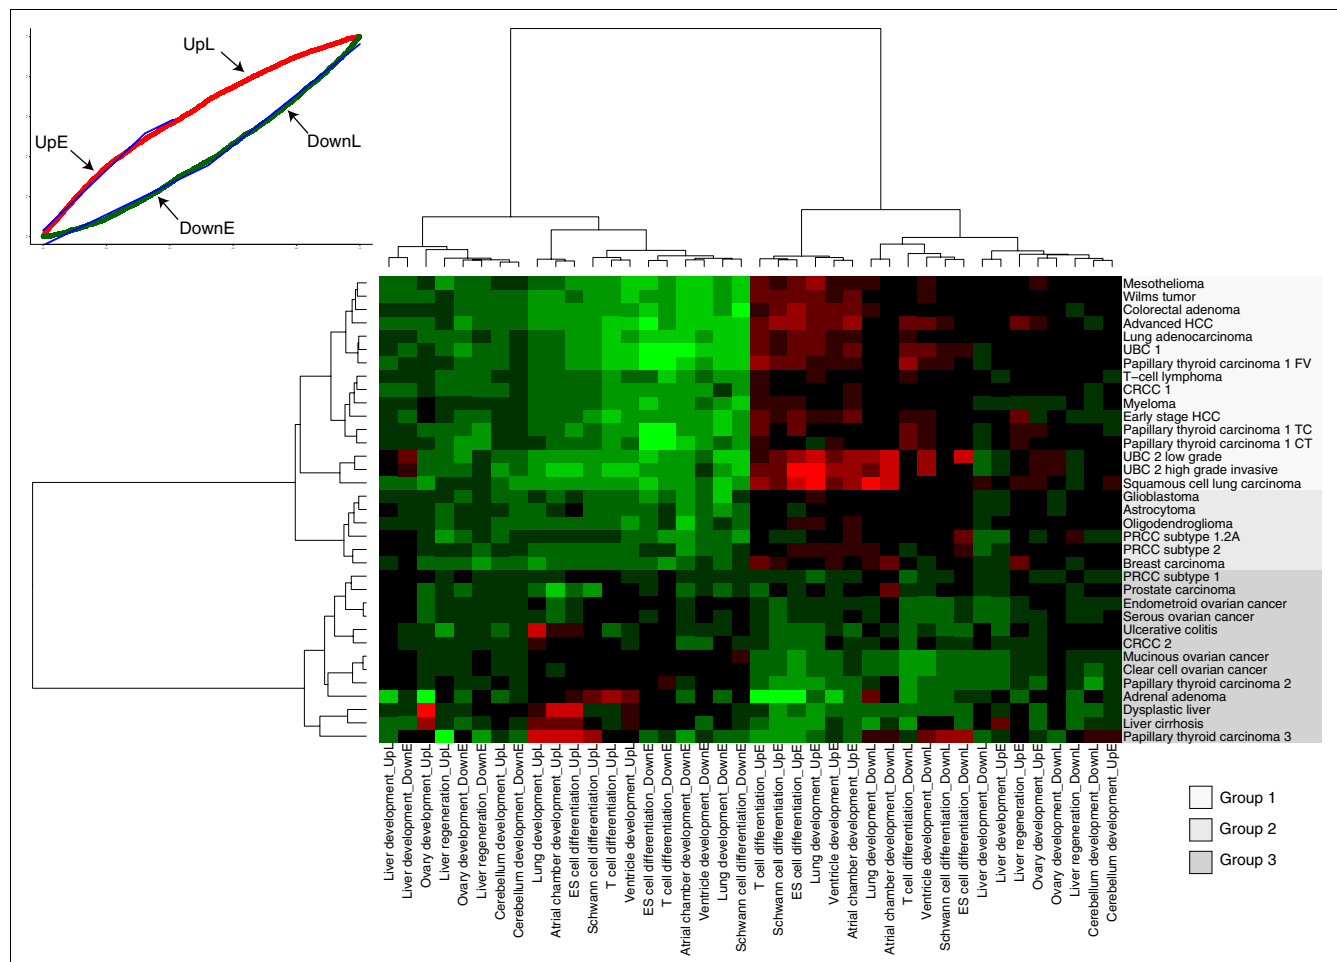 UpL
UpE
DownL
DownE
Mesothelioma
Wilms tumor
Colorectal adenoma
Advanced HCC
Lung adenocarcinoma
UBC 1
Papillary thyroid carcinoma 1 FV
T−cell lymphoma
CRCC 1
Myeloma
Early stage HCC
Papillary thyroid carcinoma 1 TC
Papillary thyroid carcinoma 1 CT
UBC 2 low grade
UBC 2 high grade invasive
Squamous cell lung carcinoma
Glioblastoma
Astrocytoma
Oligodendroglioma
PRCC subtype 1.2A
PRCC subtype 2
Breast carcinoma
PRCC subtype 1
Prostate carcinoma
Endometroid ovarian cancer
Serous ovarian cancer
Ulcerative colitis
CRCC 2
Mucinous ovarian cancer
Clear cell ovarian cancer
Papillary thyroid carcinoma 2
Adrenal adenoma
Dysplastic liver
Liver cirrhosis
Papillary thyroid carcinoma 3
Liver development_UpL
Liver development_DownE
Ovary development_UpL
Liver regeneration_UpL
Ovary development_DownE
Liver regeneration_DownE
Cerebellum development_UpL
Cerebellum development_DownE
Lung development_UpL
Atrial chamber development_UpL
ES cell differentiation_UpL
Schwann cell differentiation_UpL
T cell differentiation_UpL
Ventricle development_UpL
ES cell differentiation_DownE
T cell differentiation_DownE
Atrial chamber development_DownE
Ventricle development_DownE
Lung development_DownE
Schwann cell differentiation_DownE
T cell differentiation_UpE
Schwann cell differentiation_UpE
ES cell differentiation_UpE
Lung development_UpE
Ventricle development_UpE
Atrial chamber development_UpE
Lung development_DownL
Atrial chamber development_DownL
T cell differentiation_DownL
Ventricle development_DownL
Schwann cell differentiation_DownL
ES cell differentiation_DownL
Liver development_DownL
Liver development_UpE
Liver regeneration_UpE
Ovary development_UpE
Ovary development_DownL
Liver regeneration_DownL
Cerebellum development_DownL
Cerebellum development_UpE
Group 1
Group 2
Group 3